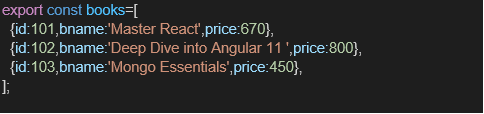 export const books=[
{id:101,bname:'Master React',price:670},
{id:102,bname:'Deep Dive into Angular 11 ',price:800},
{id:103,bname:'Mongo Essentials',price:450},
];